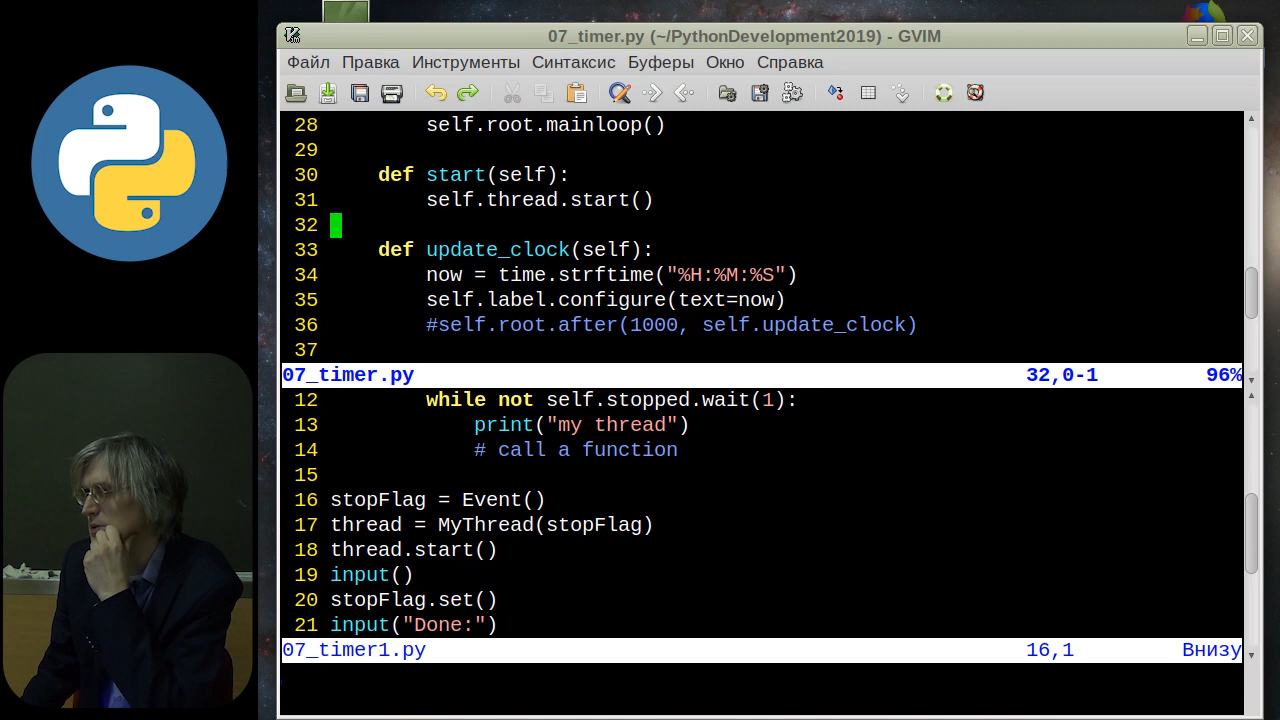 07_timer.py (~/PythonDevelopment2019) - GVIM
Файл Правка Инструменты Синтаксис Буферы Окно Справка
28         self.root.mainloop()
29
30     def start(self):
31         self.thread.start()
32
33     def update_clock(self):
34         now = time.strftime("%H:%M:%S")
35         self.label.configure(text=now)
36         #self.root.after(1000, self.update_clock)
37
07_timer.py 32,0-1 96%
12         while not self.stopped.wait(1):
13             print("my thread")
14             # call a function
15
16 stopFlag = Event()
17 thread = MyThread(stopFlag)
18 thread.start()
19 input()
20 stopFlag.set()
21 input("Done:")
07_timer1.py 16,1 Внизу